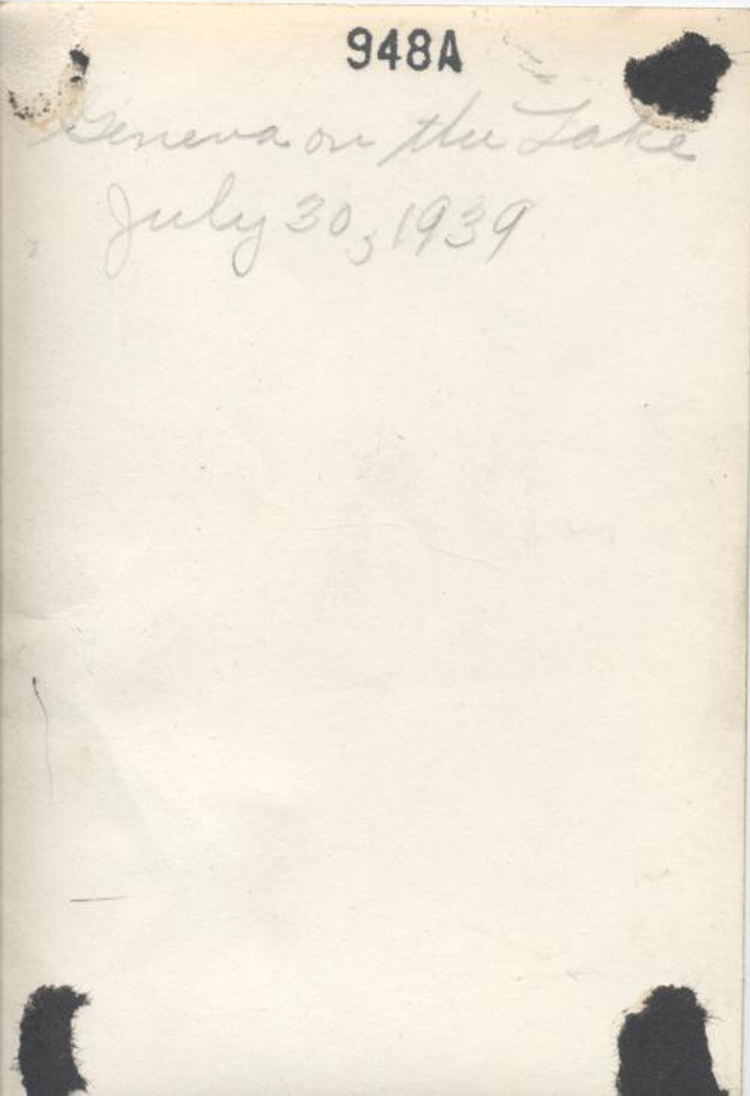 948A
Geneva on the Lake
July 30, 1939